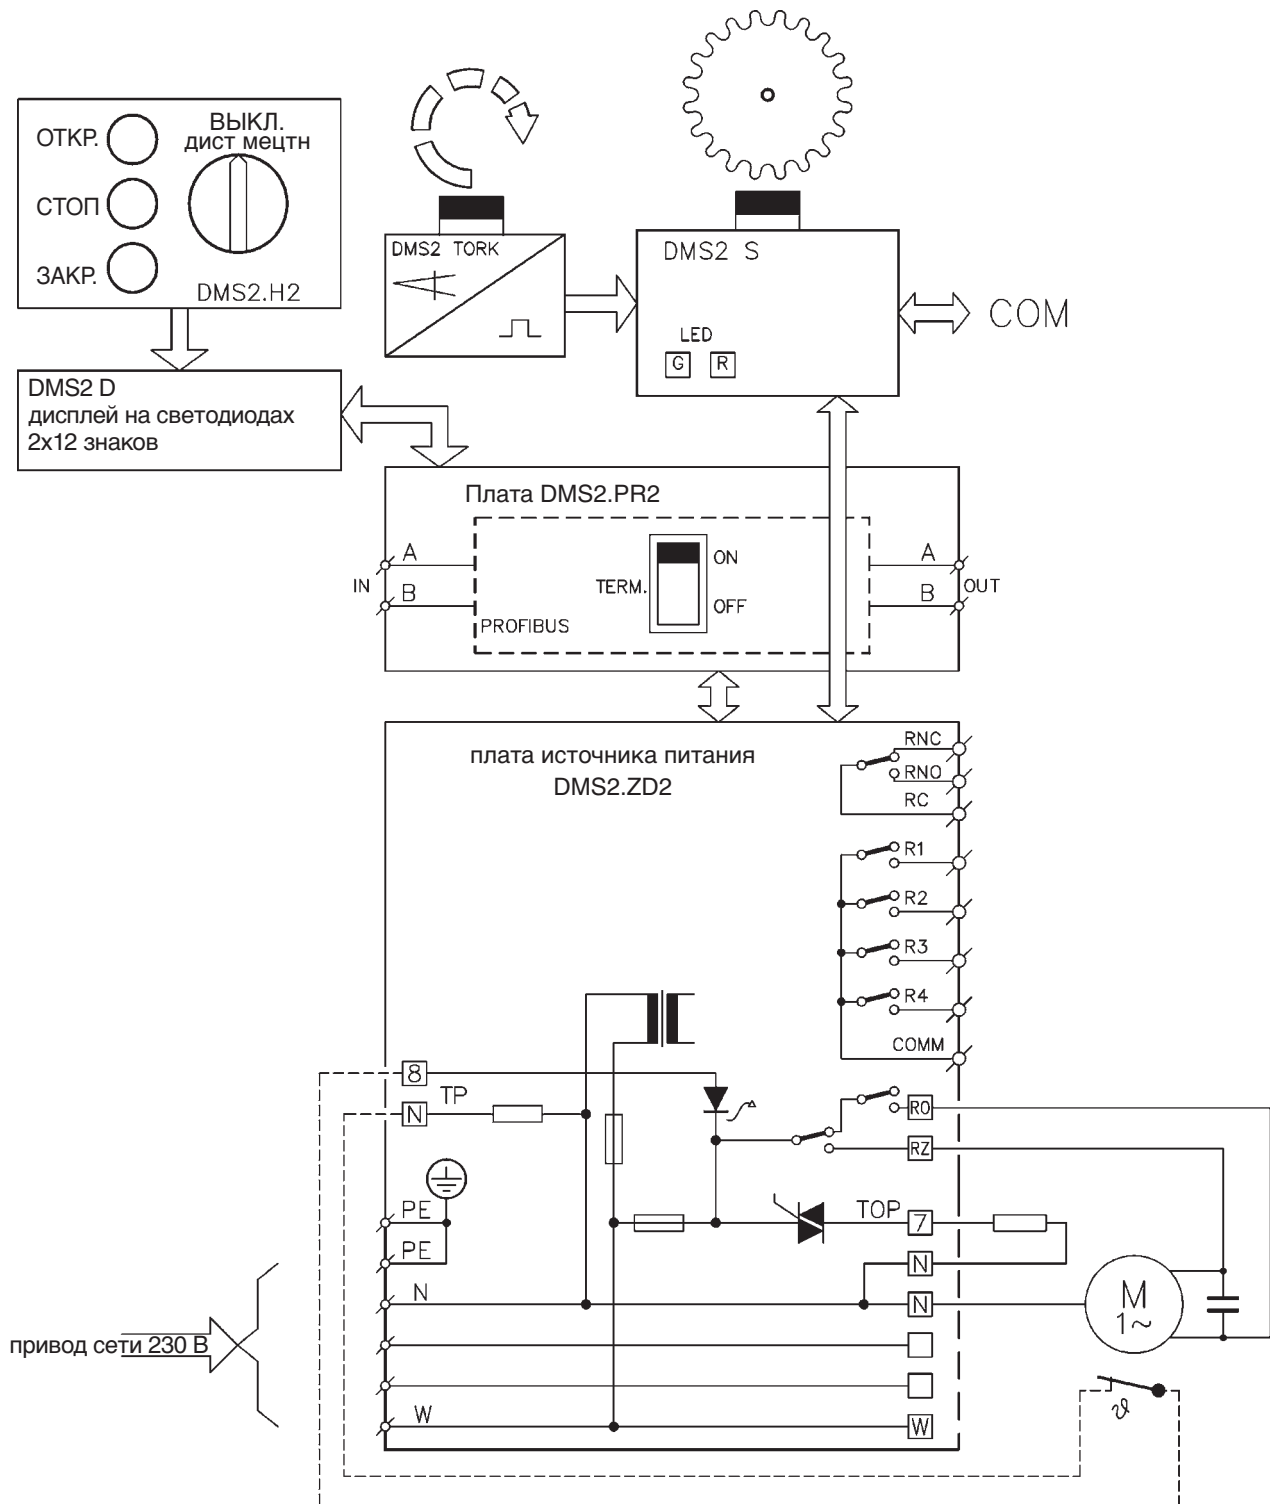 ВЫКЛ.
дист мецтн
ОТКР.
СТОП
ЗАКР.
DMS2.H2
DMS2 TORK
DMS2 S
LED
G R
COM
DMS2 D
дисплей на светодиодах
2x12 знаков
Плата DMS2.PR2
IN
A
B
PROFIBUS
TERM.
ON
OFF
A
B
OUT
плата источника питания
DMS2.ZD2
RNC
RNO
RC
R1
R2
R3
R4
COMM
8
N
TP
RO
RZ
PE
PE
TOP
7
N
N
N
M
1~
привод сети 230 В
W
W
ϑ